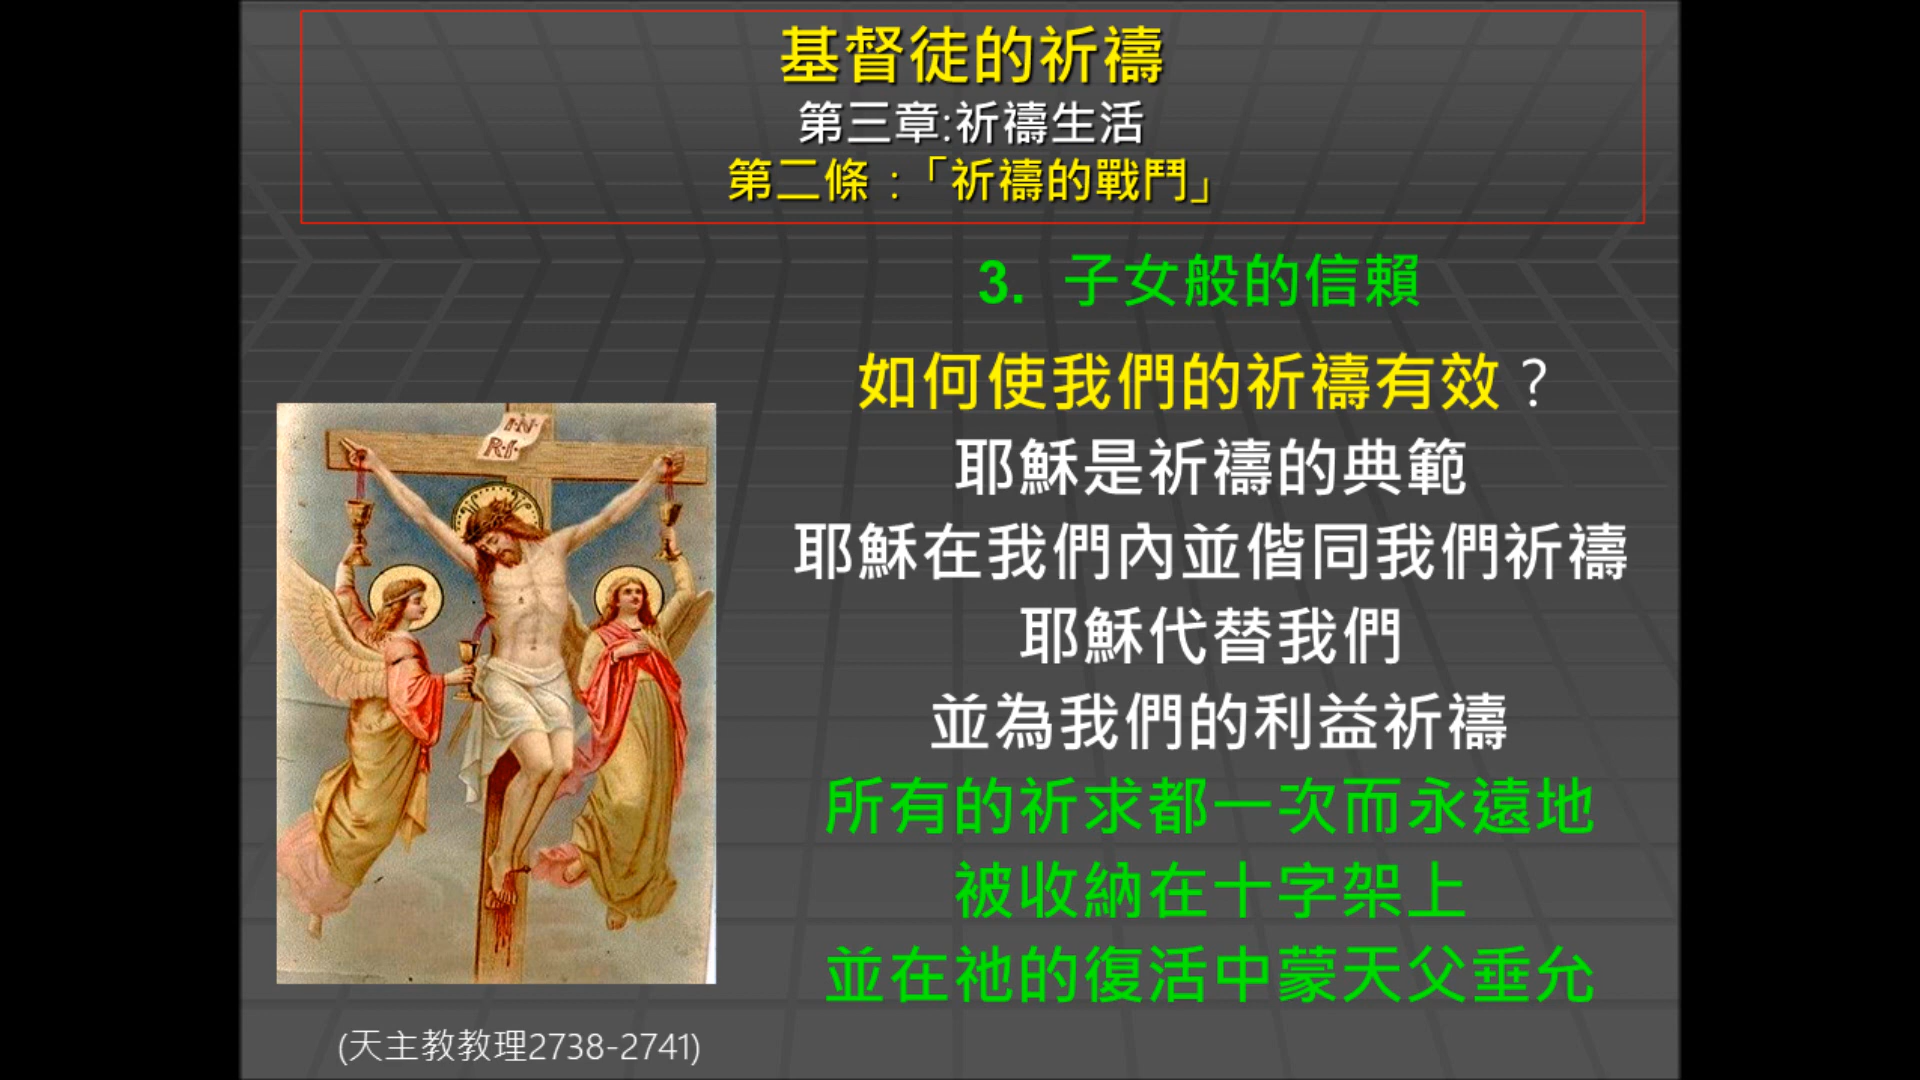 基督徒的祈禱
第三章:祈禱生活
第二條 :「祈禱的戰鬥」
3. 子女般的信賴
如何使我們的祈禱有效？
耶穌是祈禱的典範
耶穌在我們內並偕同我們祈禱
耶穌代替我們
並為我們的利益祈禱
所有的祈求都一次而永遠地
被收納在十字架上
並在祂的復活中蒙天父垂允
I·N·
R·I·
(天主教教理2738-2741)